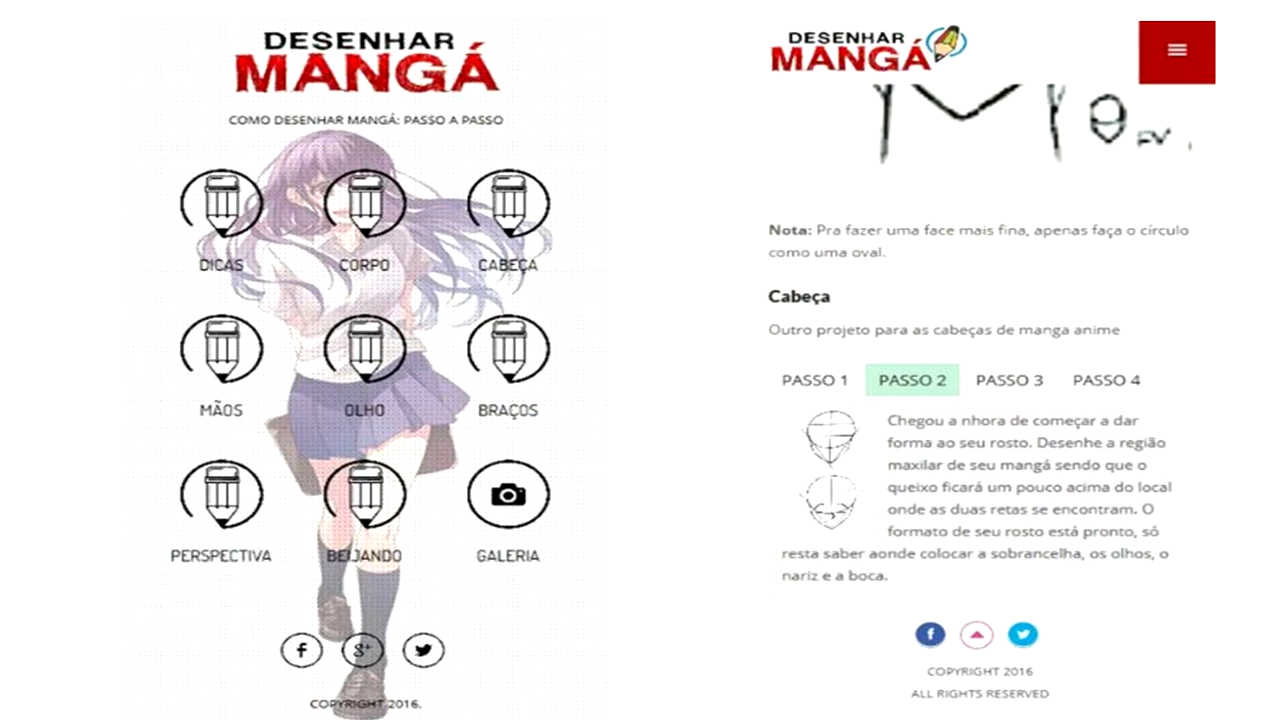 DESENHAR
MANGÁ
COMO DESENHAR MANGÁ: PASSO A PASSO
DICAS
CORPO
CABEÇA
MÃOS
OLHO
BRAÇOS
PERSPECTIVA
BEIJANDO
GALERIA
f
g+
COPYRIGHT 2016.
DESENHAR
MANGÁ
Nota: Pra fazer uma face mais fina, apenas faça o círculo
como uma oval.
Cabeça
Outro projeto para as cabeças de manga anime
PASSO 1 PASSO 2 PASSO 3 PASSO 4
Chegou a nhora de começar a dar
forma ao seu rosto. Desenhe a região
maxilar de seu mangá sendo que o
queixo ficará um pouco acima do local
onde as duas retas se encontram. O
formato de seu rosto está pronto, só
resta saber aonde colocar a sobrancelha, os olhos, o
nariz e a boca.
f
COPYRIGHT 2016
ALL RIGHTS RESERVED